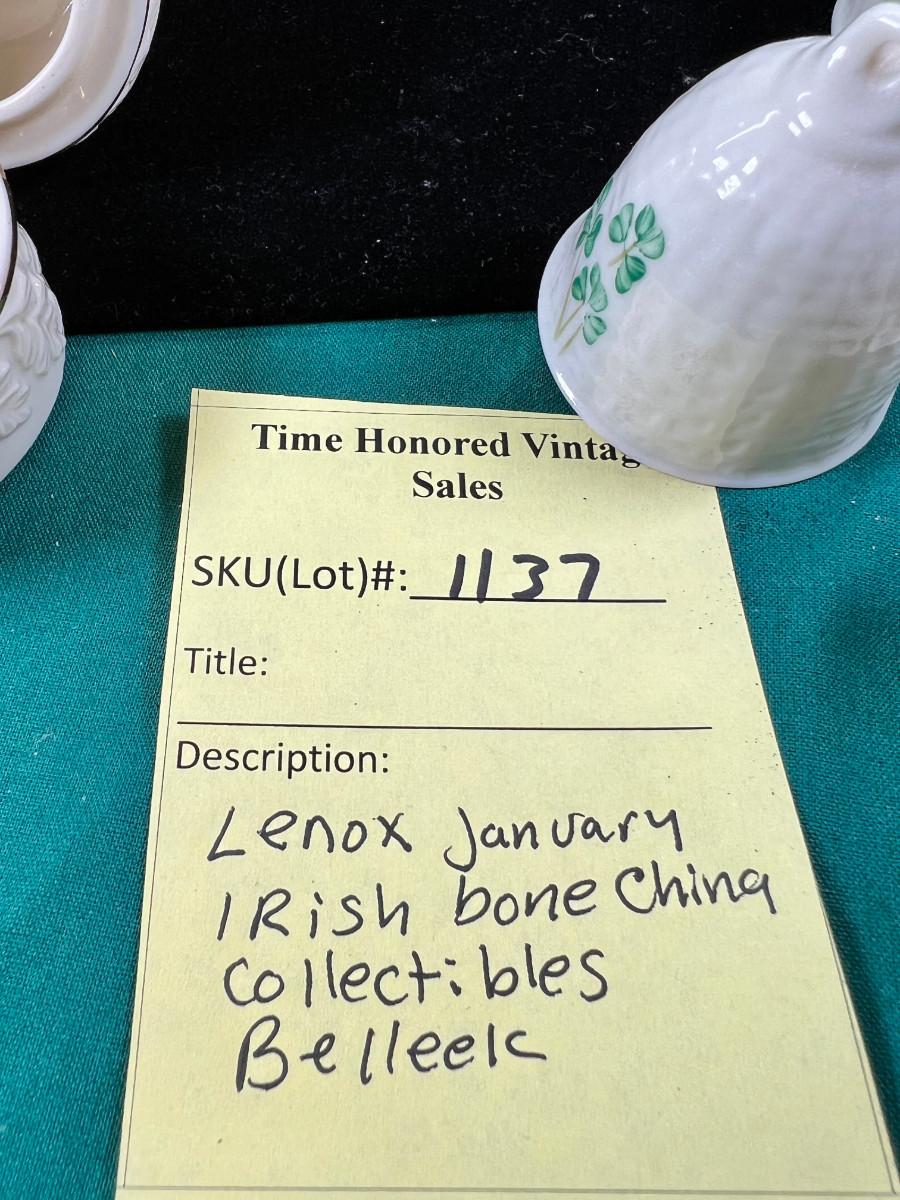 Time Honored Vintag
Sales
SKU(Lot)#: 1137
Title:
Description:
Lenox January
IRish bone China
Collectibles
Belleek